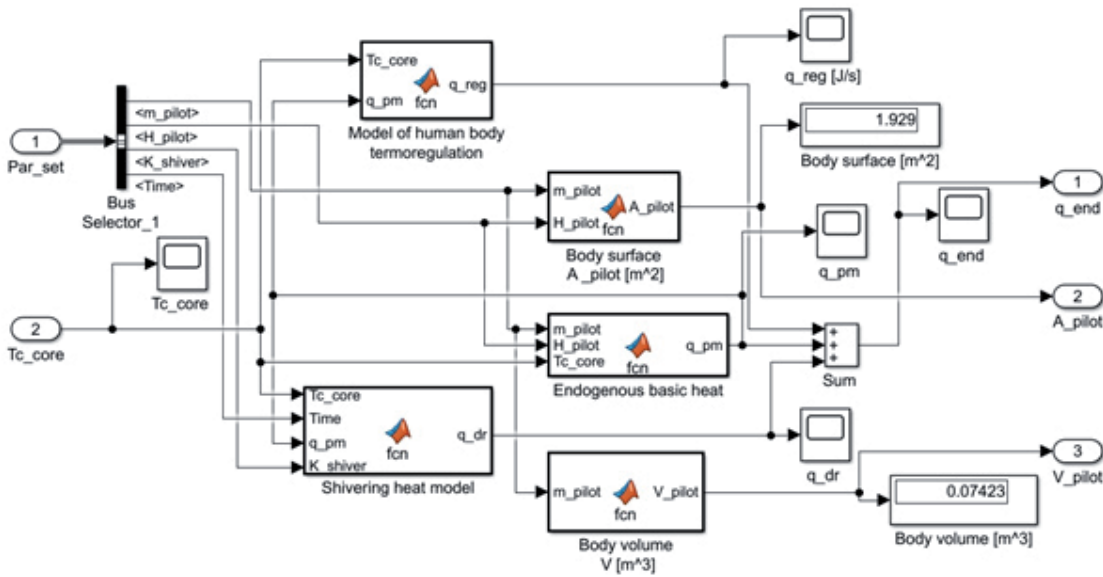 Tc_core
q_pm
fcn
q_reg
Model of human body
termoregulation
q_reg [J/s]
1
Par_set
<m_pilot>
<H_pilot>
<K_shiver>
<Time>
Bus
Selector_1
1.929
Body surface [m^2]
m_pilot
H_pilot
fcn
A_pilot
Body surface
A _pilot [m^2]
q_pm
q_end
1
q_end
Tc_core
2
Tc_core
2
A_pilot
m_pilot
H_pilot
Tc_core
fcn
q_pm
Endogenous basic heat
+
+
+
Sum
Tc_core
Time
q_pm
K_shiver
fcn
q_dr
Shivering heat model
q_dr
m_pilot
fcn
V_pilot
Body volume
V [m^3]
3
V_pilot
0.07423
Body volume [m^3]